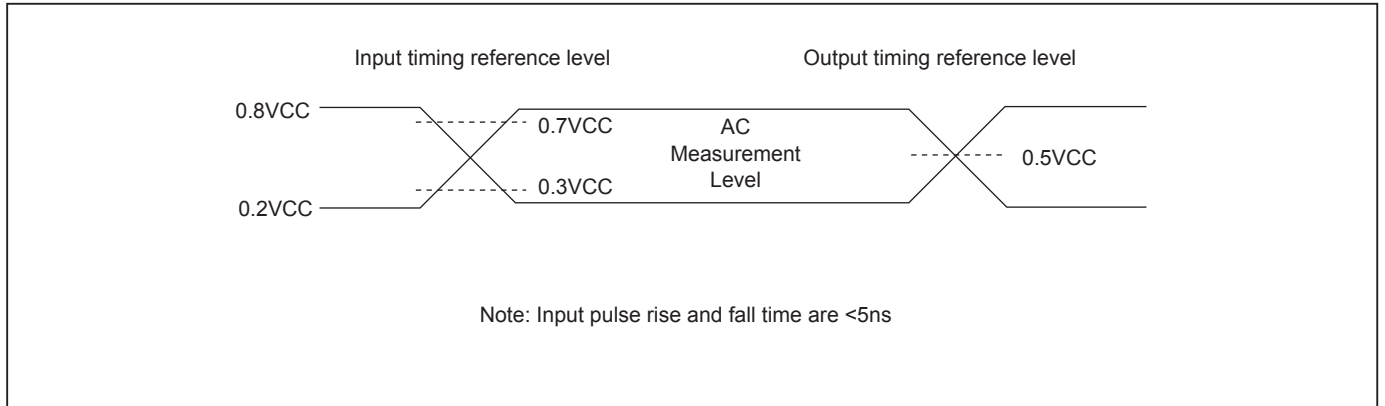 Input timing reference level
Output timing reference level
0.8VCC
0.7VCC
AC
Measurement
Level
0.5VCC
0.3VCC
0.2VCC
Note: Input pulse rise and fall time are <5ns